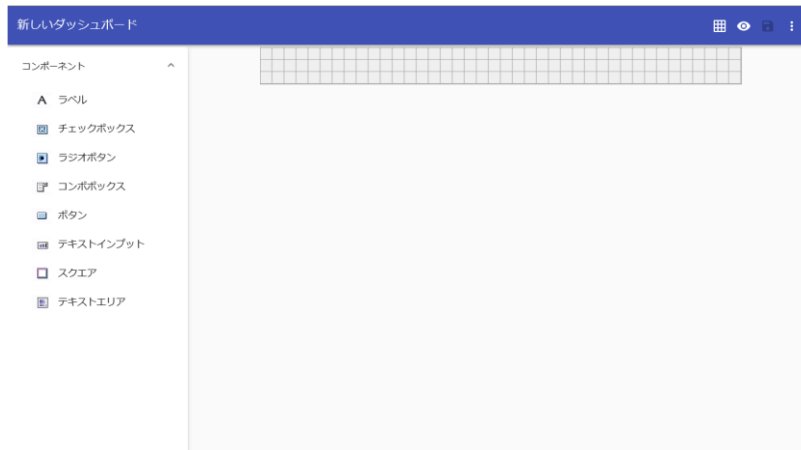 新しいダッシュボード
コンポーネント
A ラベル
チェックボックス
ラジオボタン
コンポボックス
ボタン
テキストインプット
スクエア
テキストエリア